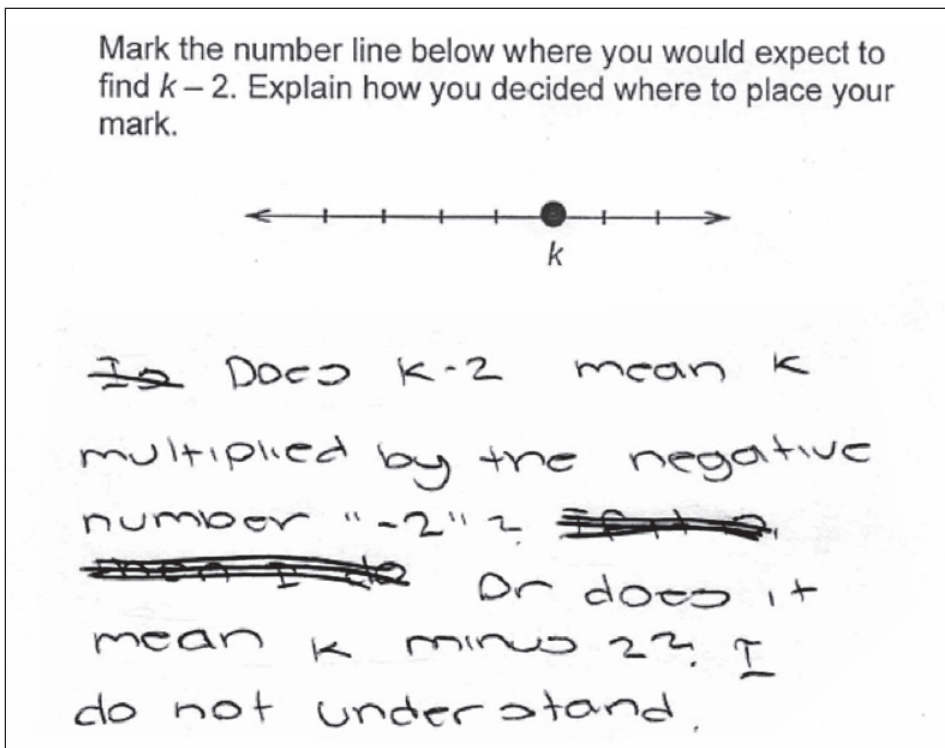 Mark the number line below where you would expect to
find k – 2. Explain how you decided where to place your
mark.
k
Is Does k-2 mean k
multiplied by the negative
number "-2"?
Or does it
mean k minus 2?. I
do not understand.